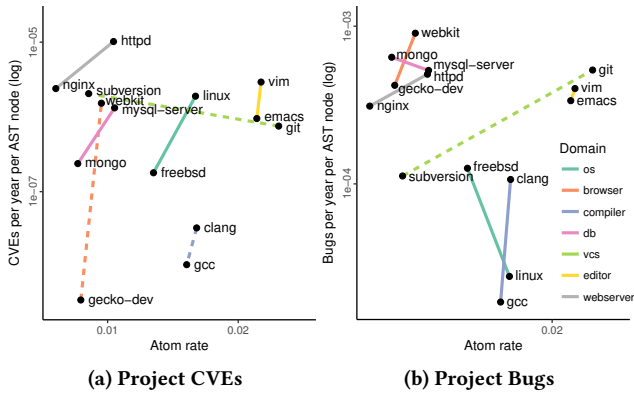 CVEs per year per AST node (log)
1e−05
1e−07
httpd
nginx
subversion
webkit
mysql−server
mongo
linux
freebsd
vim
emacs
git
clang
gcc
gecko−dev
0.01
0.02
Atom rate
(a) Project CVEs
Bugs per year per AST node (log)
1e−03
1e−04
webkit
mongo
mysql−server
httpd
gecko−dev
nginx
git
vim
emacs
subversion
freebsd
clang
linux
gcc
0.02
Atom rate
Domain
os
browser
compiler
db
vcs
editor
webserver
(b) Project Bugs